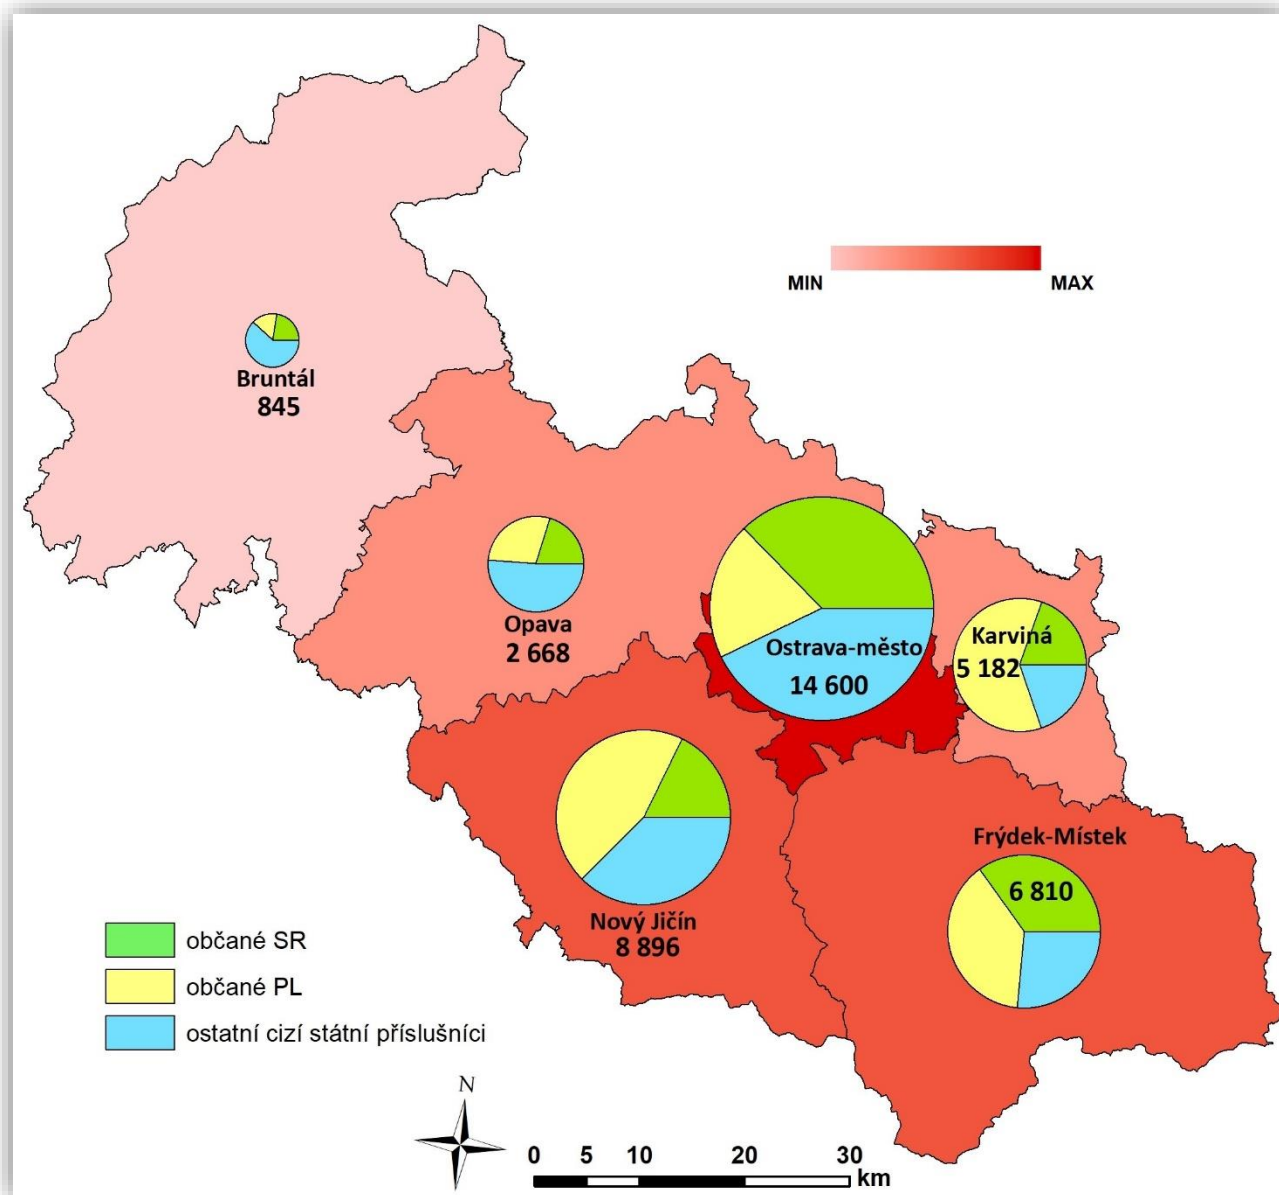 MIN
MAX
Bruntál
845
Opava
2 668
Ostrava-město
14 600
Karviná
5 182
Nový Jičín
8 896
Frýdek-Místek
6 810
občané SR
občané PL
ostatní cizí státní příslušníci
N
0 5 10 20 30
km